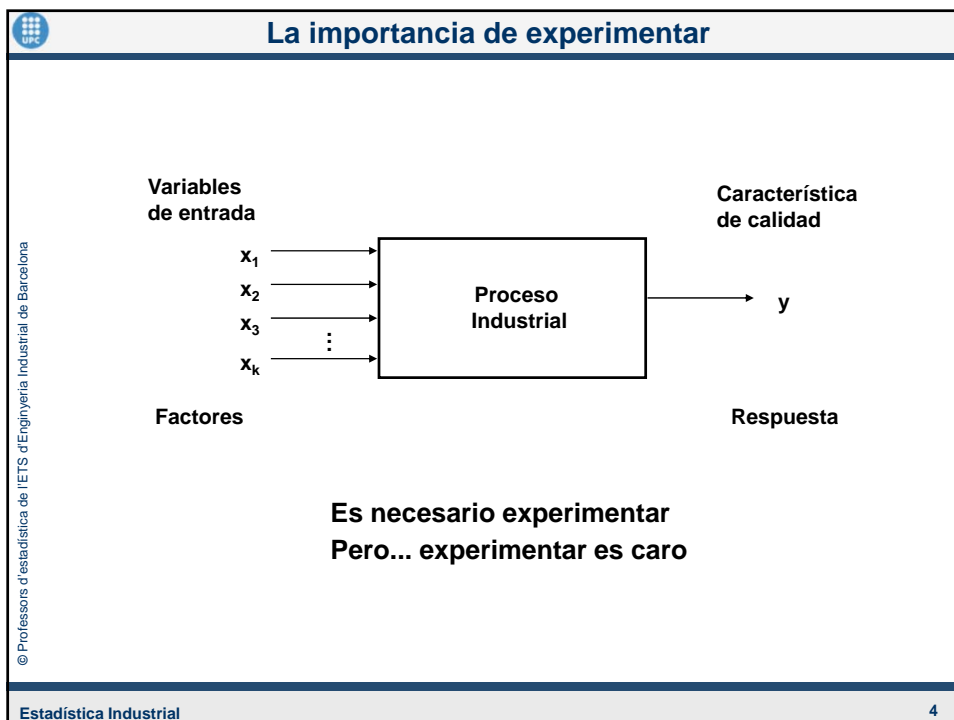 UPC
La importancia de experimentar
Variables
de entrada
Característica
de calidad
x₁
x₂
x₃
⋮
xₖ
Proceso
Industrial
y
Factores
Respuesta
Es necesario experimentar
Pero... experimentar es caro
© Professors d'estadística de l'ETS d'Enginyeria Industrial de Barcelona
Estadística Industrial
4